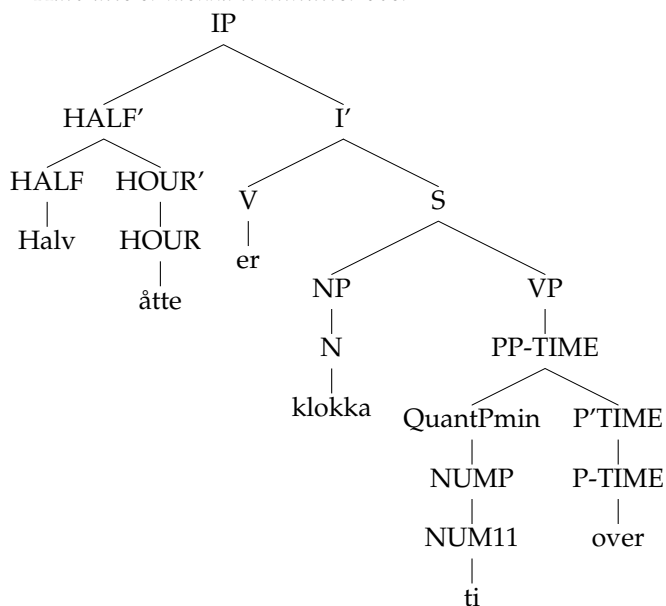 IP
HALF' I'
HALF HOUR' V S
Halv HOUR er NP VP
åtte N PP-TIME
klokka QuantPmin P'TIME
NUMP P-TIME
NUM11 over
ti